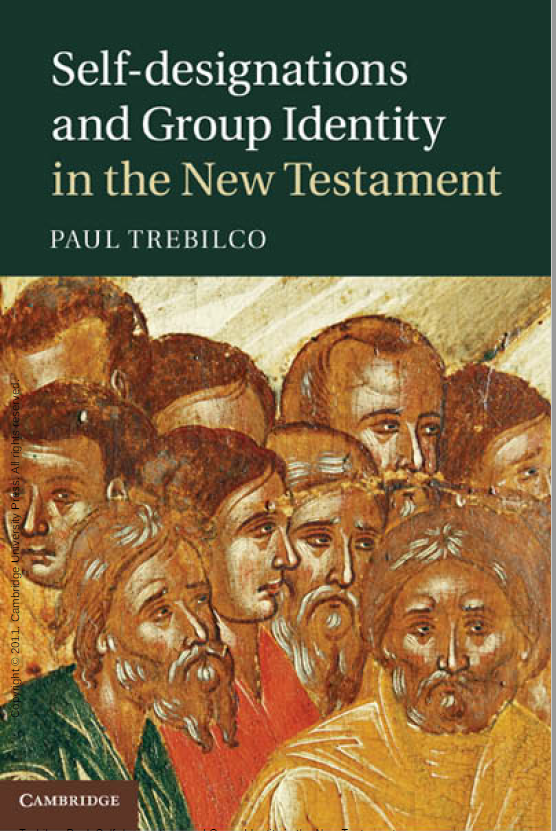 Self-designations
and Group Identity
in the New Testament
PAUL TREBILCO
Copyright © 2011. Cambridge University Press. All rights reserved.
CAMBRIDGE